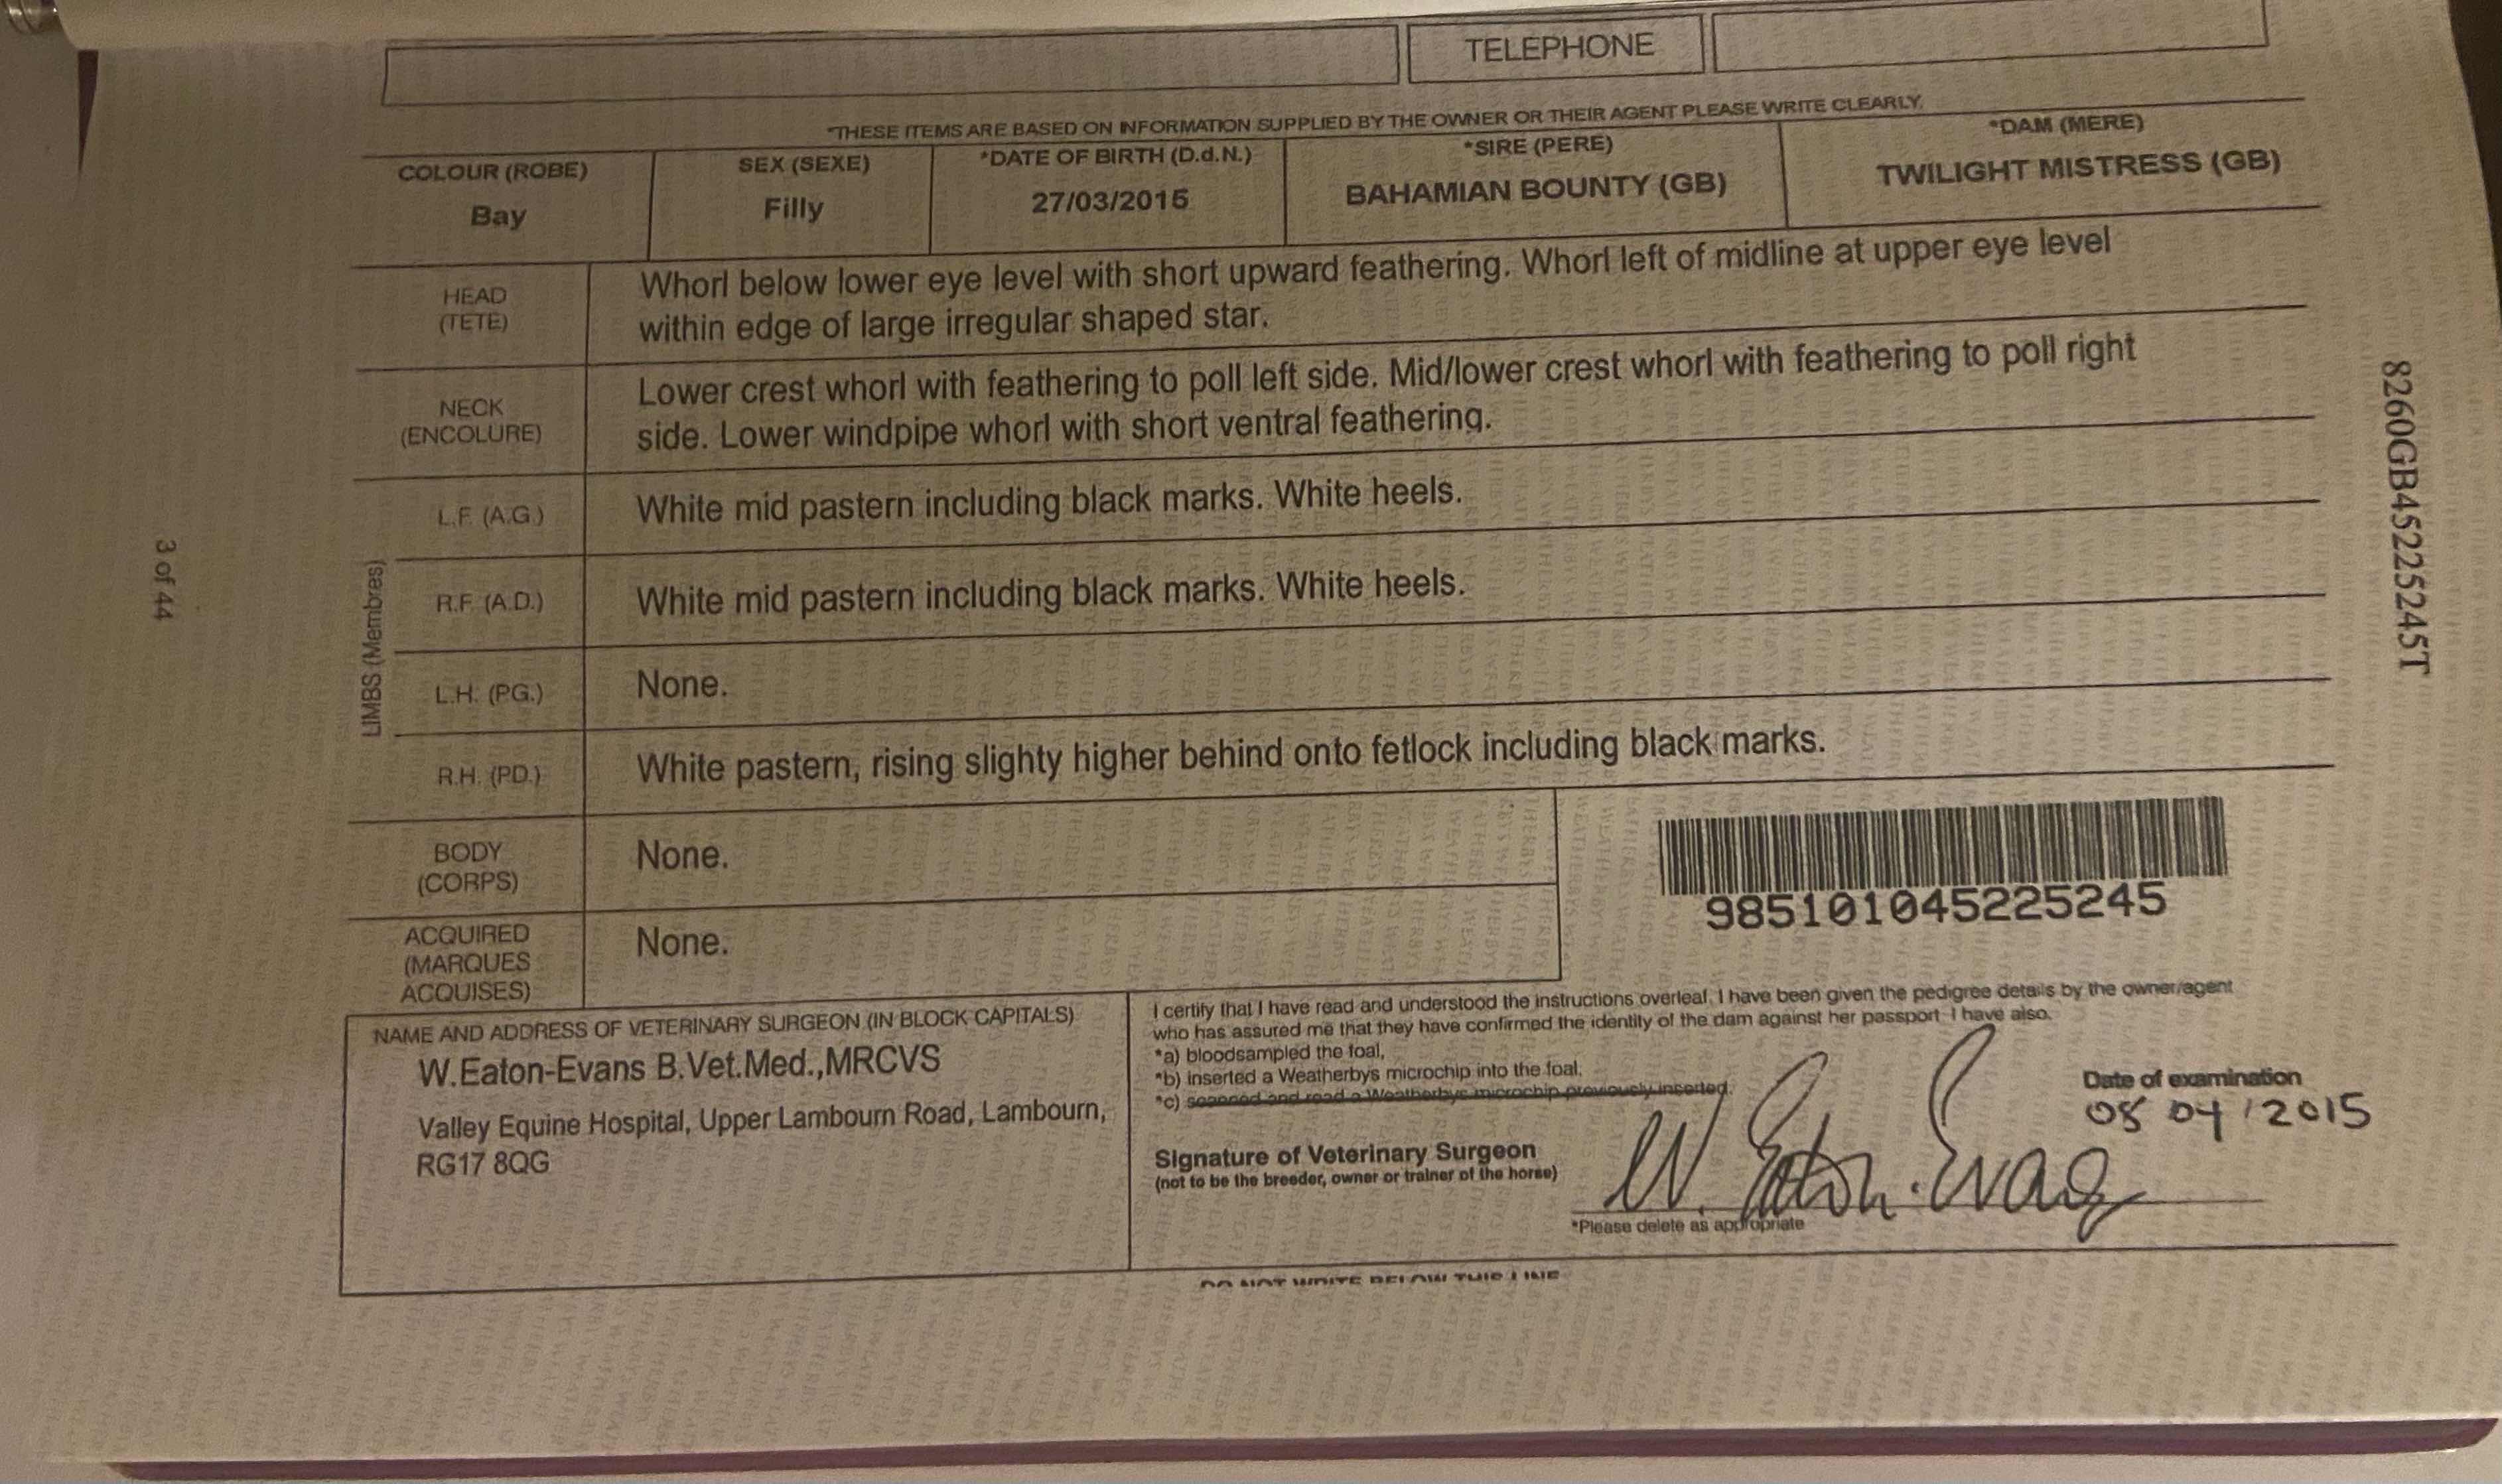 TELEPHONE
*THESE ITEMS ARE BASED ON INFORMATION SUPPLIED BY THE OWNER OR THEIR AGENT PLEASE WRITE CLEARLY.
COLOUR (ROBE)
Bay
SEX (SEXE)
Filly
*DATE OF BIRTH (D.d.N.)
27/03/2015
*SIRE (PERE)
BAHAMIAN BOUNTY (GB)
*DAM (MERE)
TWILIGHT MISTRESS (GB)
HEAD
(TETE)
Whorl below lower eye level with short upward feathering. Whorl left of midline at upper eye level
within edge of large irregular shaped star.
NECK
(ENCOLURE)
Lower crest whorl with feathering to poll left side. Mid/lower crest whorl with feathering to poll right
side. Lower windpipe whorl with short ventral feathering.
LIMBS (Membres)
L.F. (A.G.)
White mid pastern including black marks. White heels.
R.F. (A.D.)
White mid pastern including black marks. White heels.
L.H. (PG.)
None.
R.H. (PD.)
White pastern, rising slighty higher behind onto fetlock including black marks.
BODY
(CORPS)
None.
ACQUIRED
(MARQUES
ACQUISES)
None.
985101045225245
8260GB45225245T
3 of 44
NAME AND ADDRESS OF VETERINARY SURGEON (IN BLOCK CAPITALS)
W.Eaton-Evans B.Vet.Med.,MRCVS
Valley Equine Hospital, Upper Lambourn Road, Lambourn,
RG17 8QG
I certify that I have read and understood the instructions overleaf. I have been given the pedigree details by the owner/agent
who has assured me that they have confirmed the identity of the dam against her passport. I have also.
*a) bloodsampled the foal,
*b) inserted a Weatherbys microchip into the foal.
*c) scanned and read a Weatherbys microchip previously inserted.
Date of examination
08 04 / 2015
Signature of Veterinary Surgeon
(not to be the breeder, owner or trainer of the horse)
W. Eaton-Evans
*Please delete as appropriate
DO NOT WRITE BELOW THIS LINE